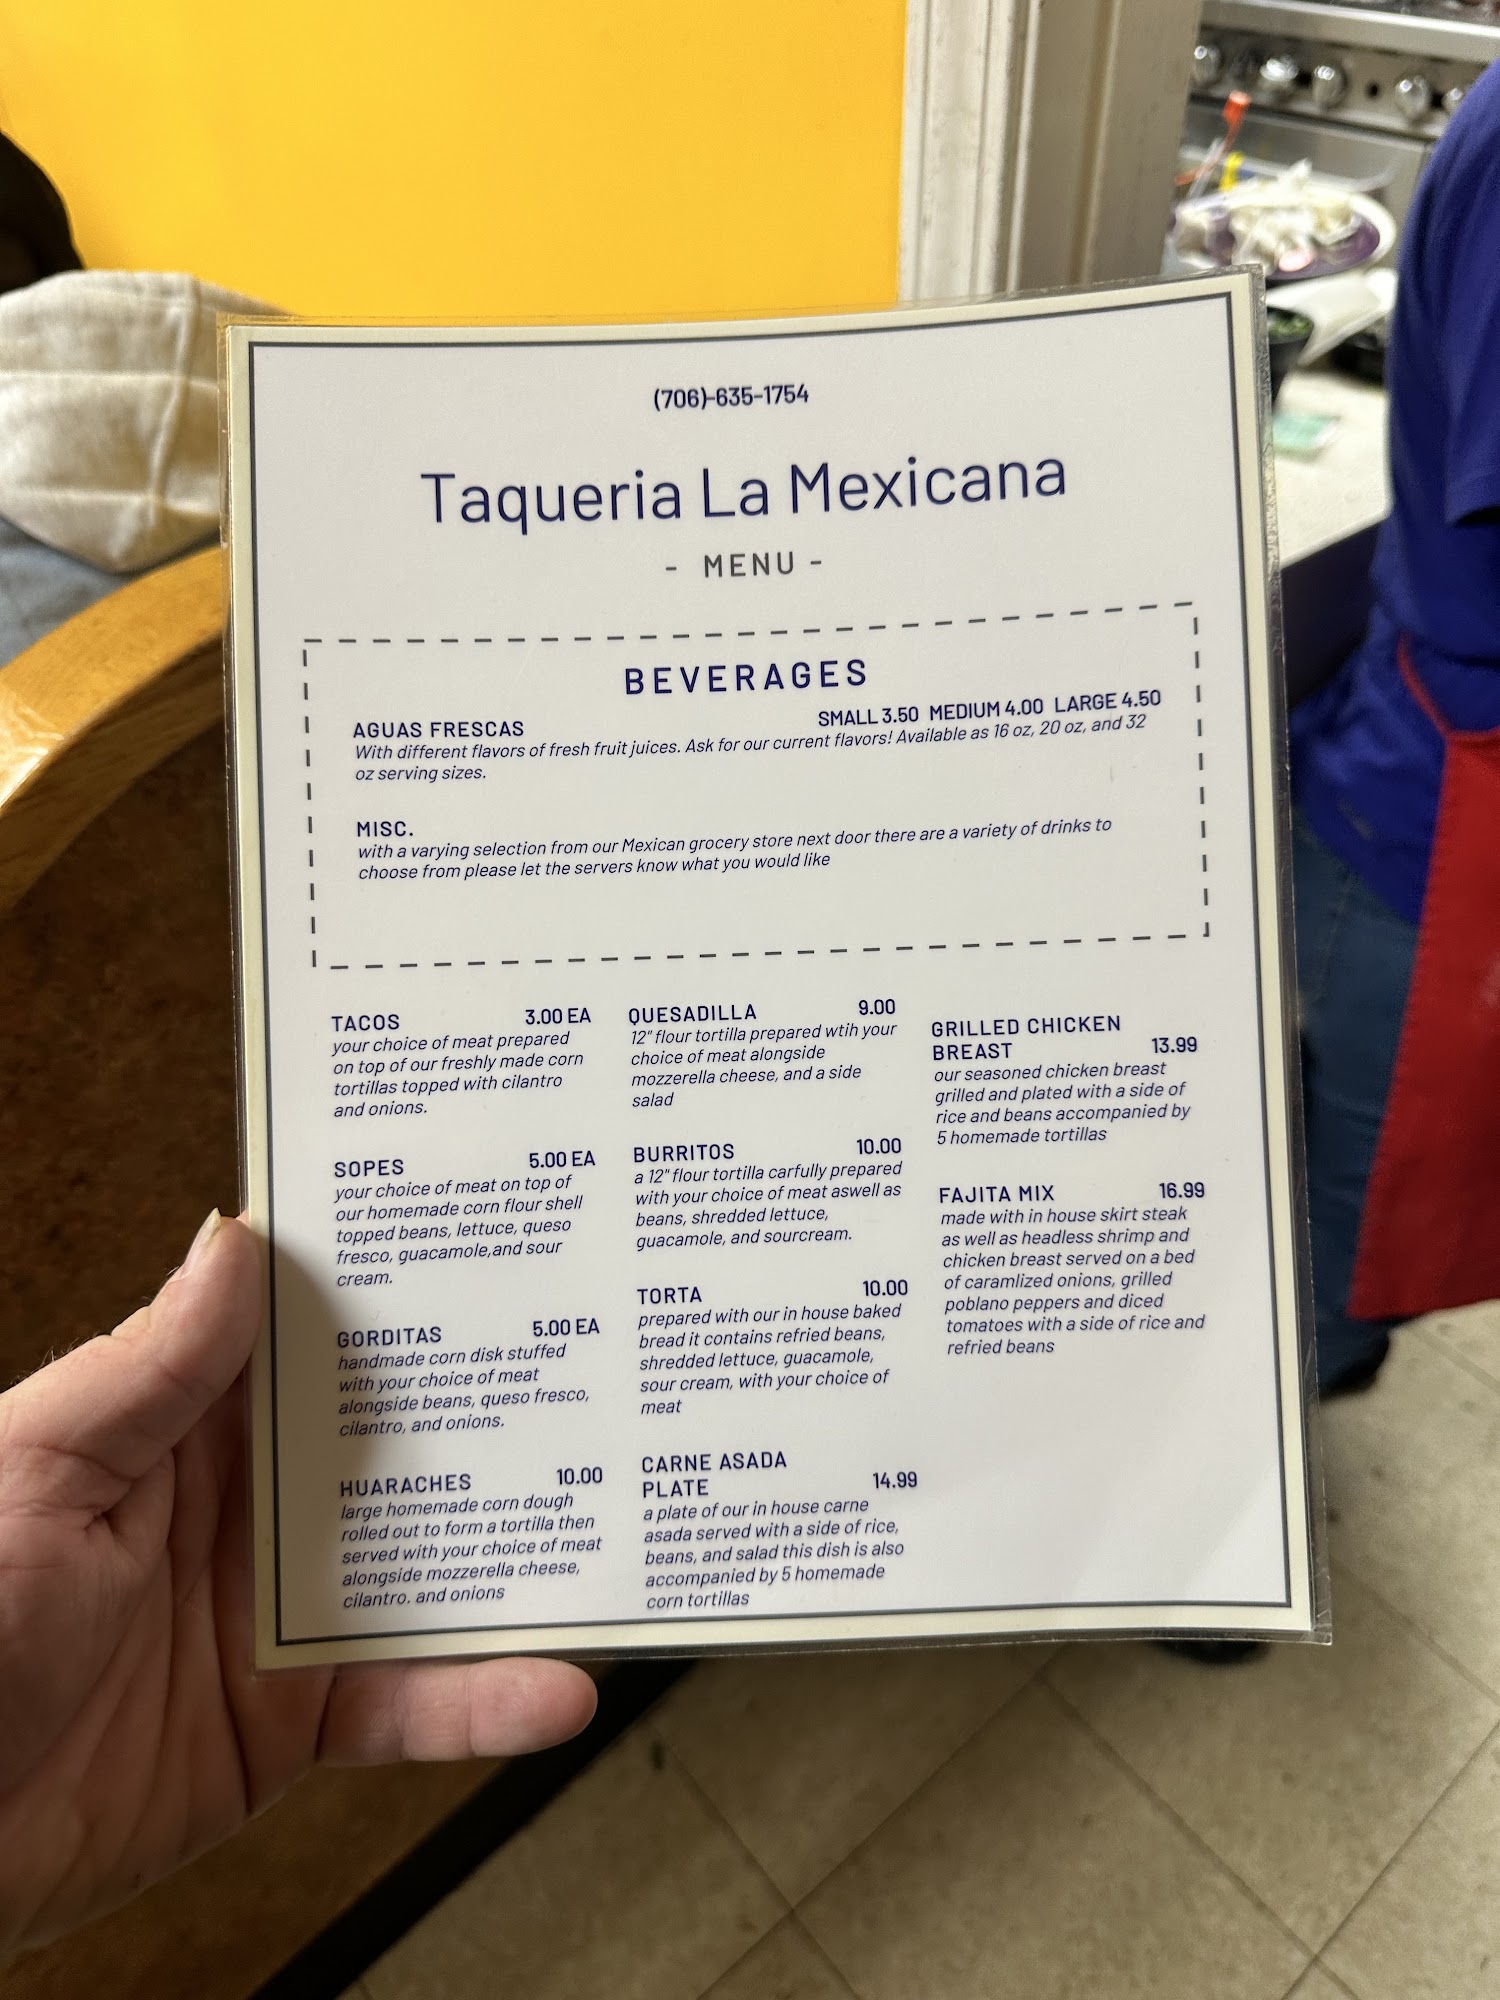 (706)-635-1754
Taqueria La Mexicana
- MENU -
BEVERAGES
AGUAS FRESCAS SMALL 3.50 MEDIUM 4.00 LARGE 4.50
With different flavors of fresh fruit juices. Ask for our current flavors! Available as 16 oz, 20 oz, and 32
oz serving sizes.
MISC.
with a varying selection from our Mexican grocery store next door there are a variety of drinks to
choose from please let the servers know what you would like
TACOS 3.00 EA
your choice of meat prepared
on top of our freshly made corn
tortillas topped with cilantro
and onions.
SOPES 5.00 EA
your choice of meat on top of
our homemade corn flour shell
topped beans, lettuce, queso
fresco, guacamole,and sour
cream.
GORDITAS 5.00 EA
handmade corn disk stuffed
with your choice of meat
alongside beans, queso fresco,
cilantro, and onions.
HUARACHES 10.00
large homemade corn dough
rolled out to form a tortilla then
served with your choice of meat
alongside mozzerella cheese,
cilantro. and onions
QUESADILLA 9.00
12" flour tortilla prepared wtih your
choice of meat alongside
mozzerella cheese, and a side
salad
BURRITOS 10.00
a 12" flour tortilla carfully prepared
with your choice of meat aswell as
beans, shredded lettuce,
guacamole, and sourcream.
TORTA 10.00
prepared with our in house baked
bread it contains refried beans,
shredded lettuce, guacamole,
sour cream, with your choice of
meat
CARNE ASADA
PLATE 14.99
a plate of our in house carne
asada served with a side of rice,
beans, and salad this dish is also
accompanied by 5 homemade
corn tortillas
GRILLED CHICKEN
BREAST 13.99
our seasoned chicken breast
grilled and plated with a side of
rice and beans accompanied by
5 homemade tortillas
FAJITA MIX 16.99
made with in house skirt steak
as well as headless shrimp and
chicken breast served on a bed
of caramlized onions, grilled
poblano peppers and diced
tomatoes with a side of rice and
refried beans